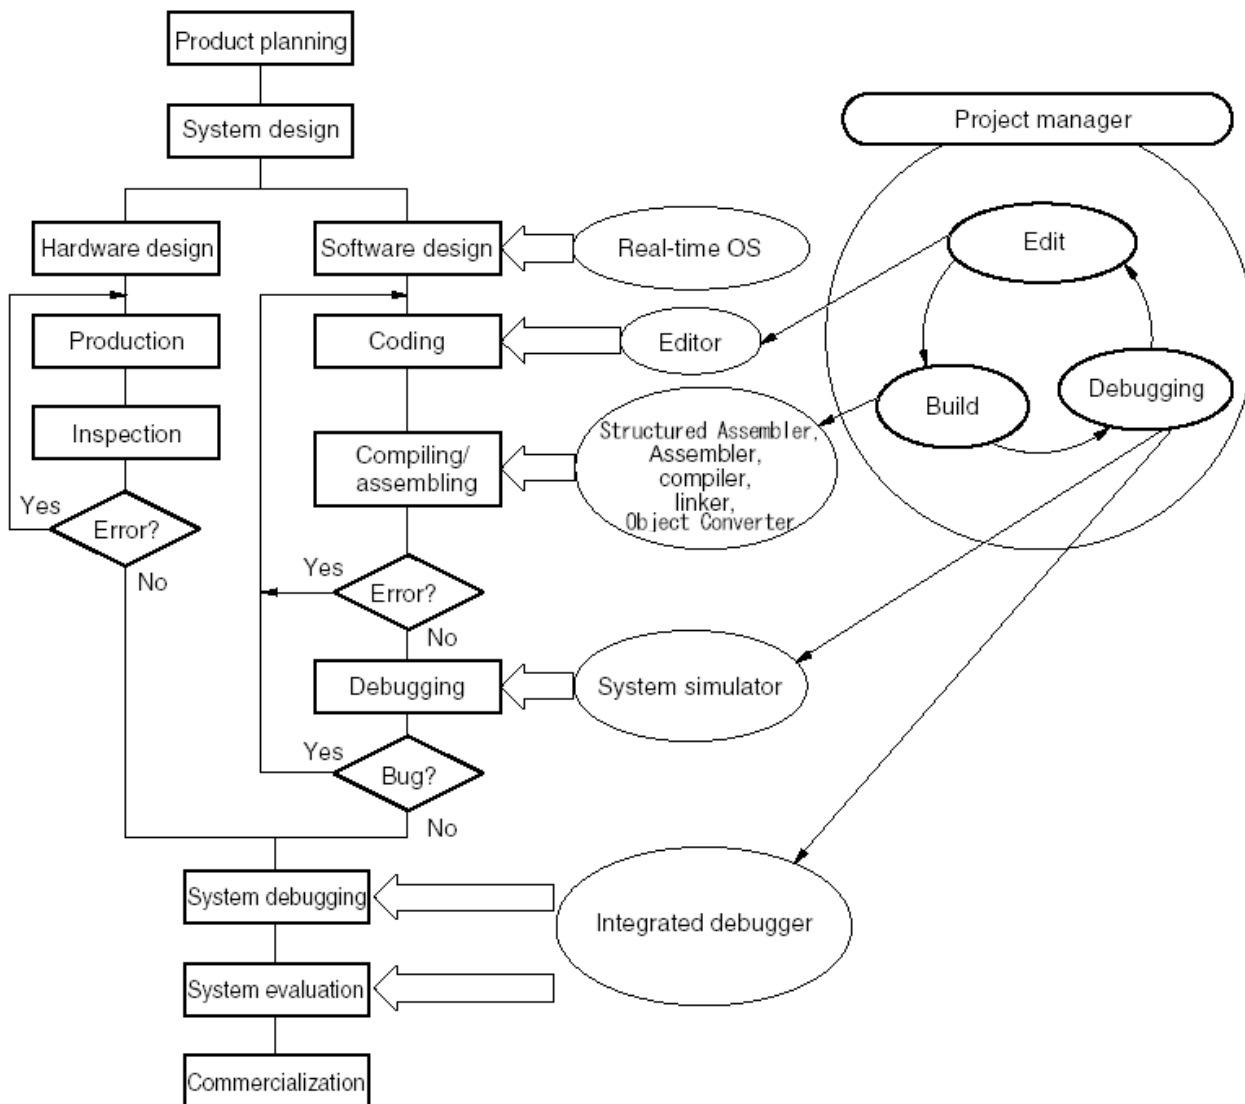 Product planning
System design
Project manager
Hardware design
Software design
Real-time OS
Edit
Production
Coding
Editor
Build
Debugging
Inspection
Compiling/
assembling
Structured Assembler,
Assembler,
compiler,
linker,
Object Converter
Yes
Error?
No
Yes
Error?
No
Debugging
System simulator
Yes
Bug?
No
System debugging
Integrated debugger
System evaluation
Commercialization